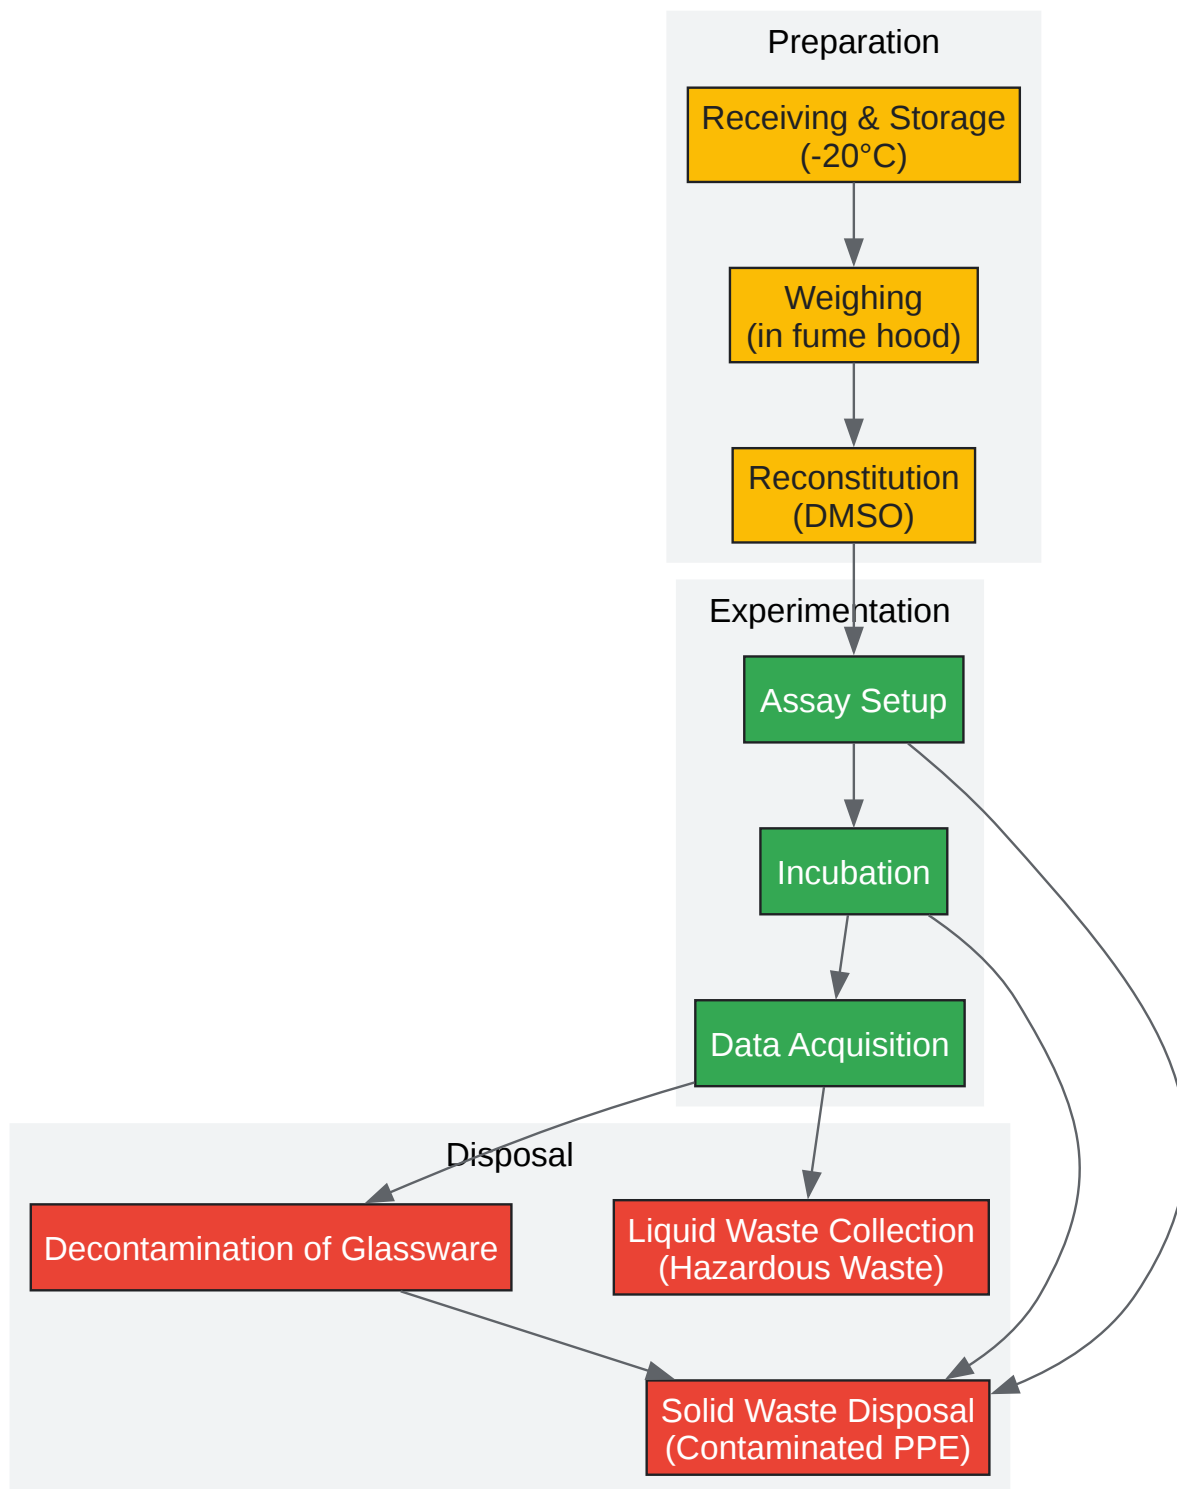 Preparation
Receiving & Storage
(-20°C)
Weighing
(in fume hood)
Reconstitution
(DMSO)
Experimentation
Assay Setup
Incubation
Data Acquisition
Disposal
Decontamination of Glassware
Liquid Waste Collection
(Hazardous Waste)
Solid Waste Disposal
(Contaminated PPE)